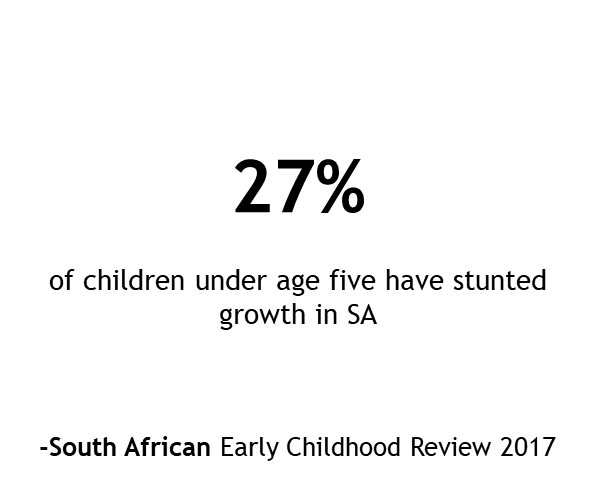 27%
of children under age five have stunted
growth in SA
-South African Early Childhood Review 2017